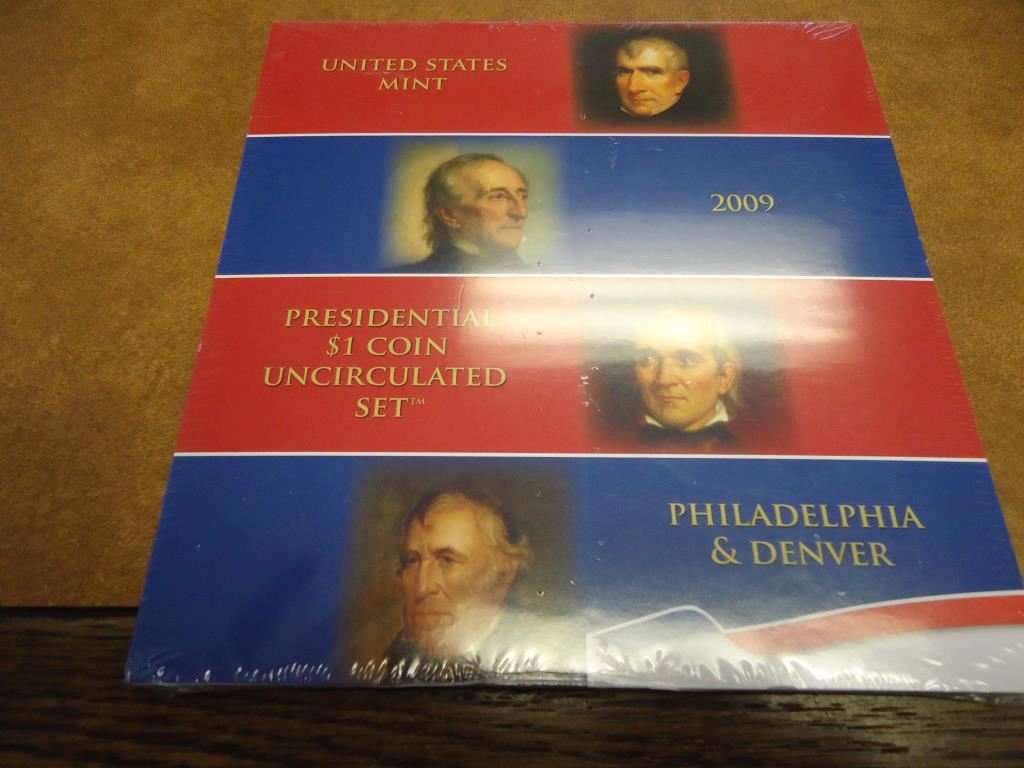 UNITED STATES
MINT
2009
PRESIDENTIAL
$1 COIN
UNCIRCULATED
SET™
PHILADELPHIA
& DENVER